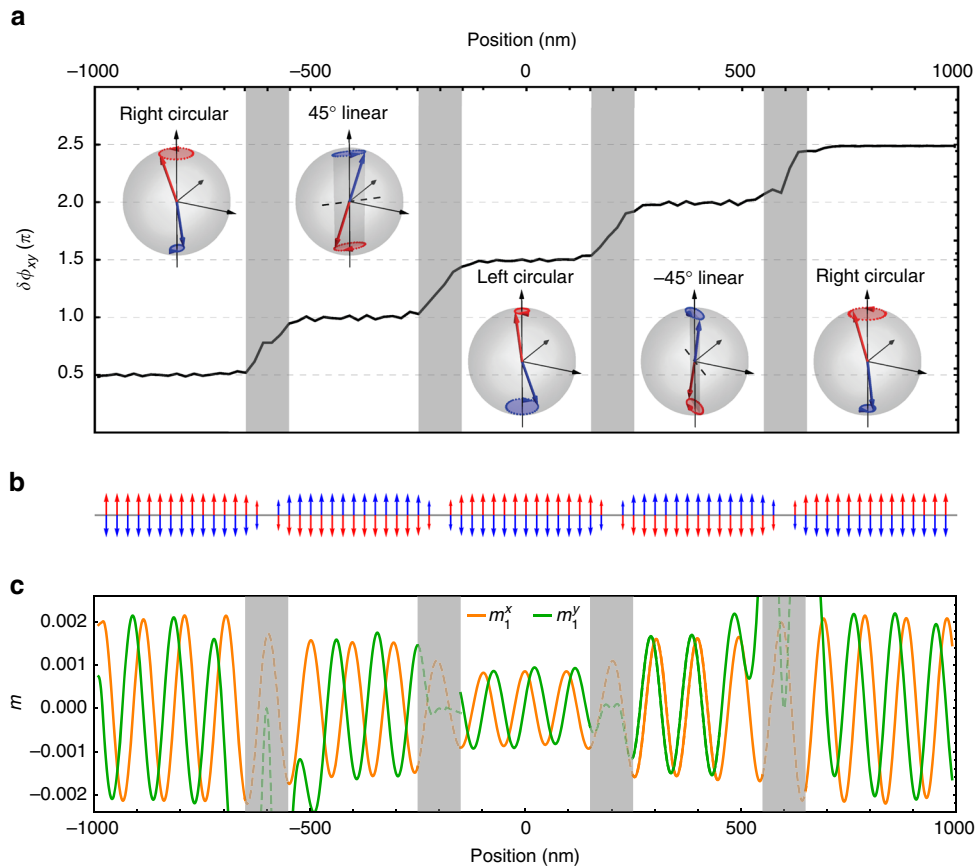 a
Position (nm)
−1000 −500 0 500 1000
Right circular 45° linear
2.5
2.0
1.5
1.0
0.5
δϕxy (π)
Left circular −45° linear Right circular
b
c
m₁ˣ m₁ʸ
0.002
0.001
0.000
−0.001
−0.002
m
−1000 −500 0 500 1000
Position (nm)